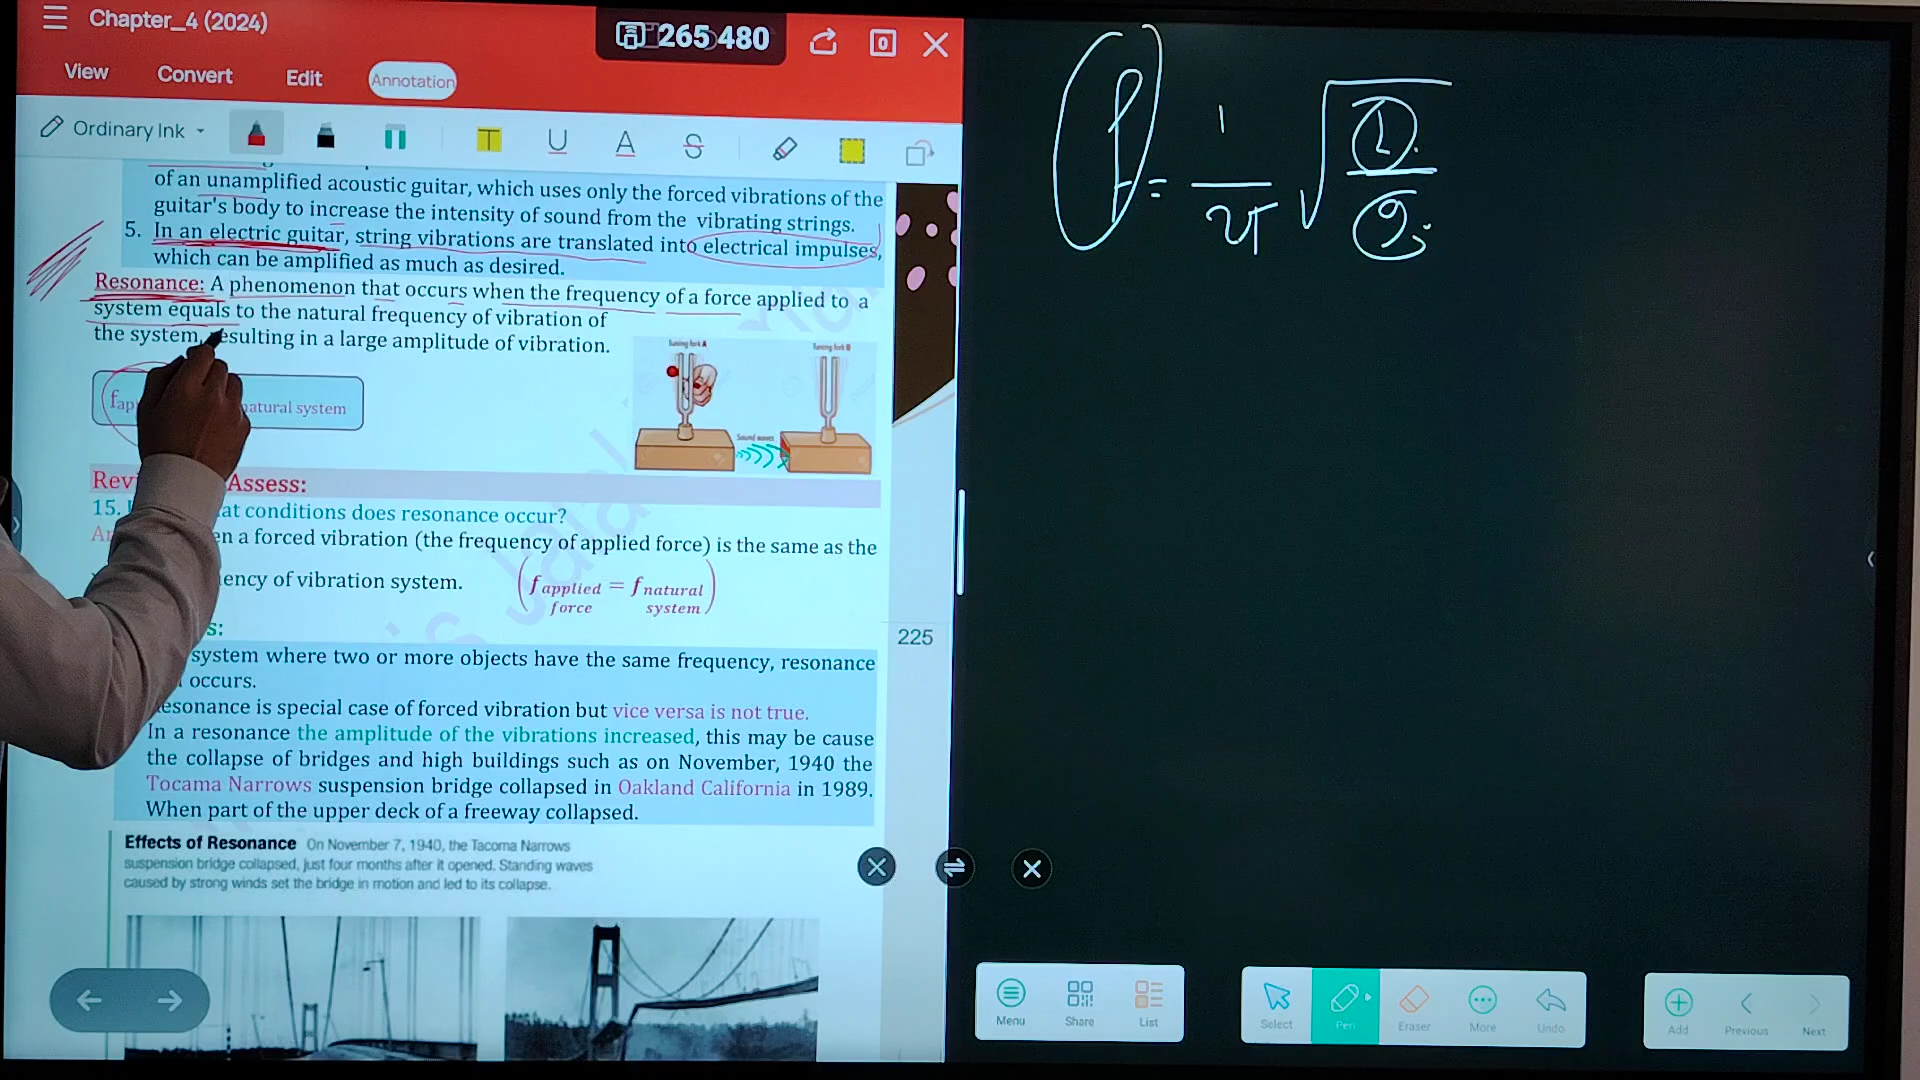 Chapter_4 (2024)
265 480
View Convert Edit Annotation
Ordinary Ink
T U A S
of an unamplified acoustic guitar, which uses only the forced vibrations of the
guitar's body to increase the intensity of sound from the vibrating strings.
5. In an electric guitar, string vibrations are translated into electrical impulses,
which can be amplified as much as desired.
Resonance: A phenomenon that occurs when the frequency of a force applied to a
system equals to the natural frequency of vibration of
the system, resulting in a large amplitude of vibration.
Tuning fork A Tuning fork B
natural system
Sound waves
Assess:
15. conditions does resonance occur?
a forced vibration (the frequency of applied force) is the same as the
of vibration system. (f applied force = f natural system)
system where two or more objects have the same frequency, resonance
occurs.
Resonance is special case of forced vibration but vice versa is not true.
In a resonance the amplitude of the vibrations increased, this may be cause
the collapse of bridges and high buildings such as on November, 1940 the
Tocama Narrows suspension bridge collapsed in Oakland California in 1989.
When part of the upper deck of a freeway collapsed.
225
Effects of Resonance On November 7, 1940, the Tacoma Narrows
suspension bridge collapsed, just four months after it opened. Standing waves
caused by strong winds set the bridge in motion and led to its collapse.
Menu Share List
Select Pen Eraser More Undo
Add Previous Next